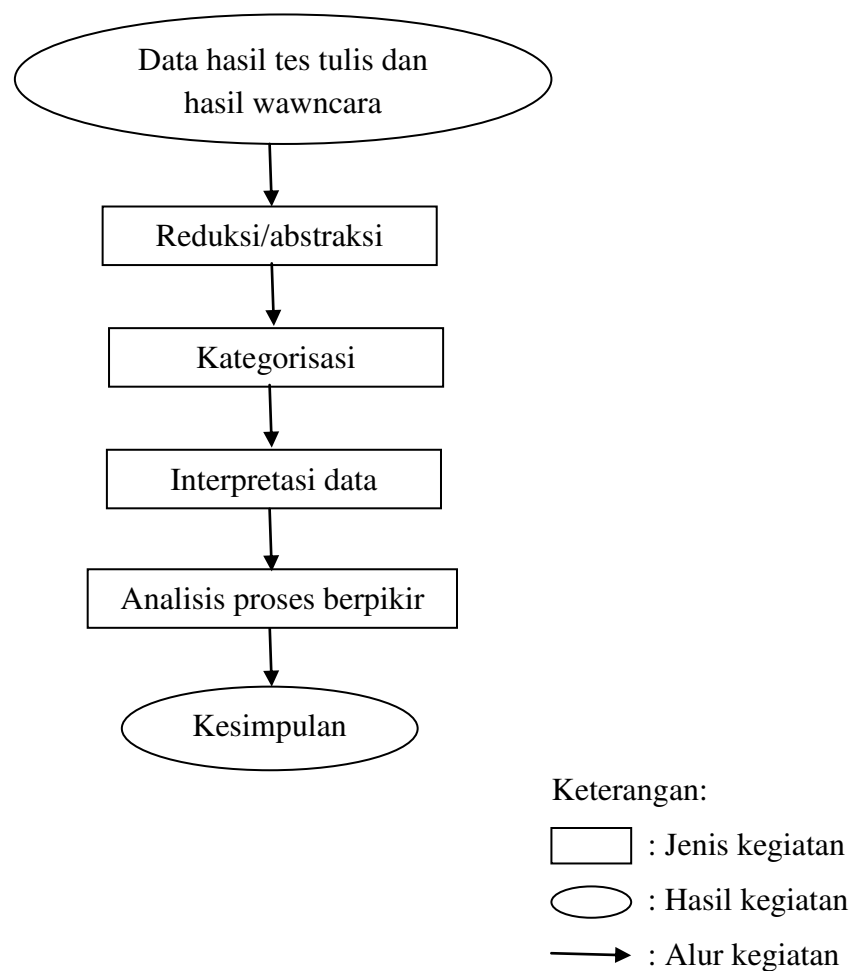 Data hasil tes tulis dan
hasil wawncara
Reduksi/abstraksi
Kategorisasi
Interpretasi data
Analisis proses berpikir
Kesimpulan
Keterangan:
: Jenis kegiatan
: Hasil kegiatan
: Alur kegiatan